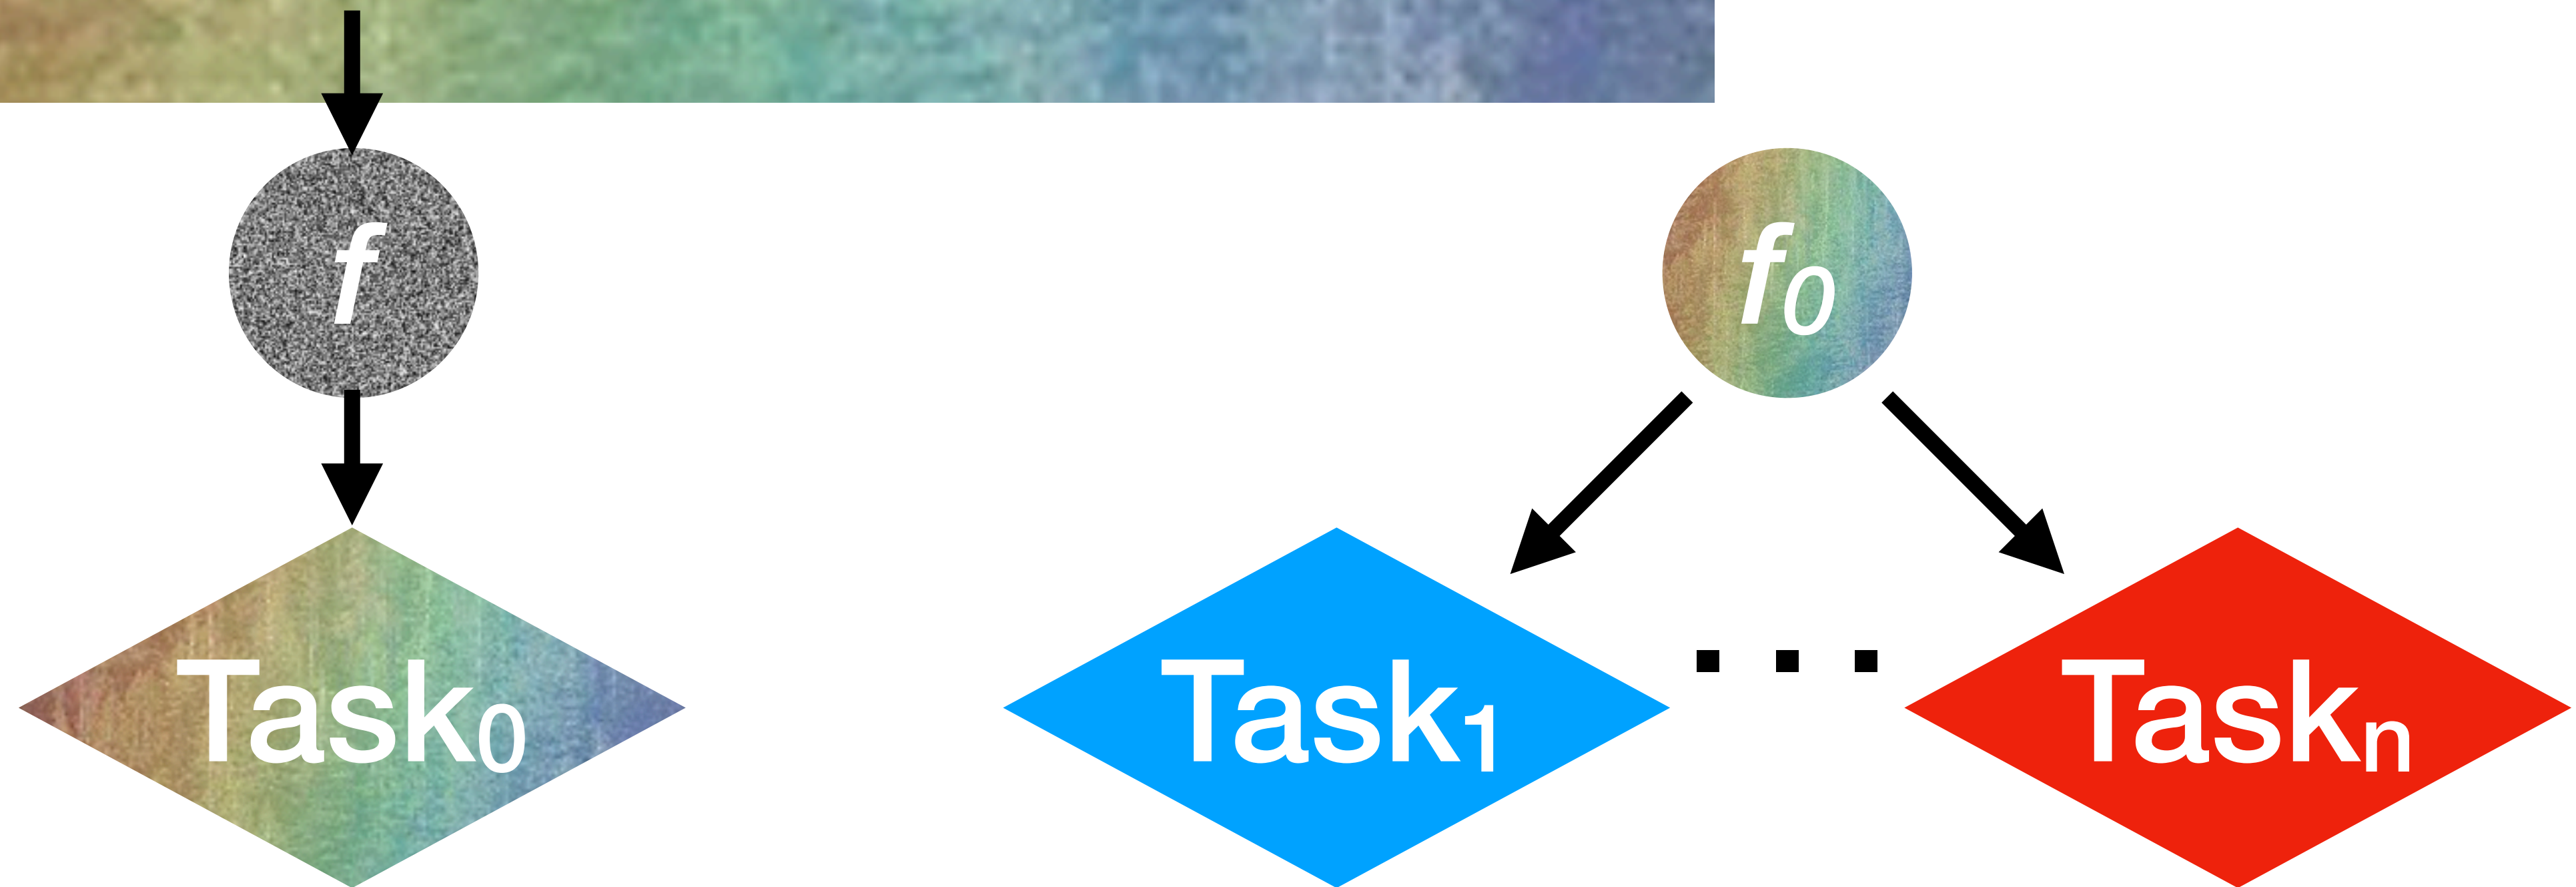 f
f₀
Task₀
Task₁
...
Taskₙ